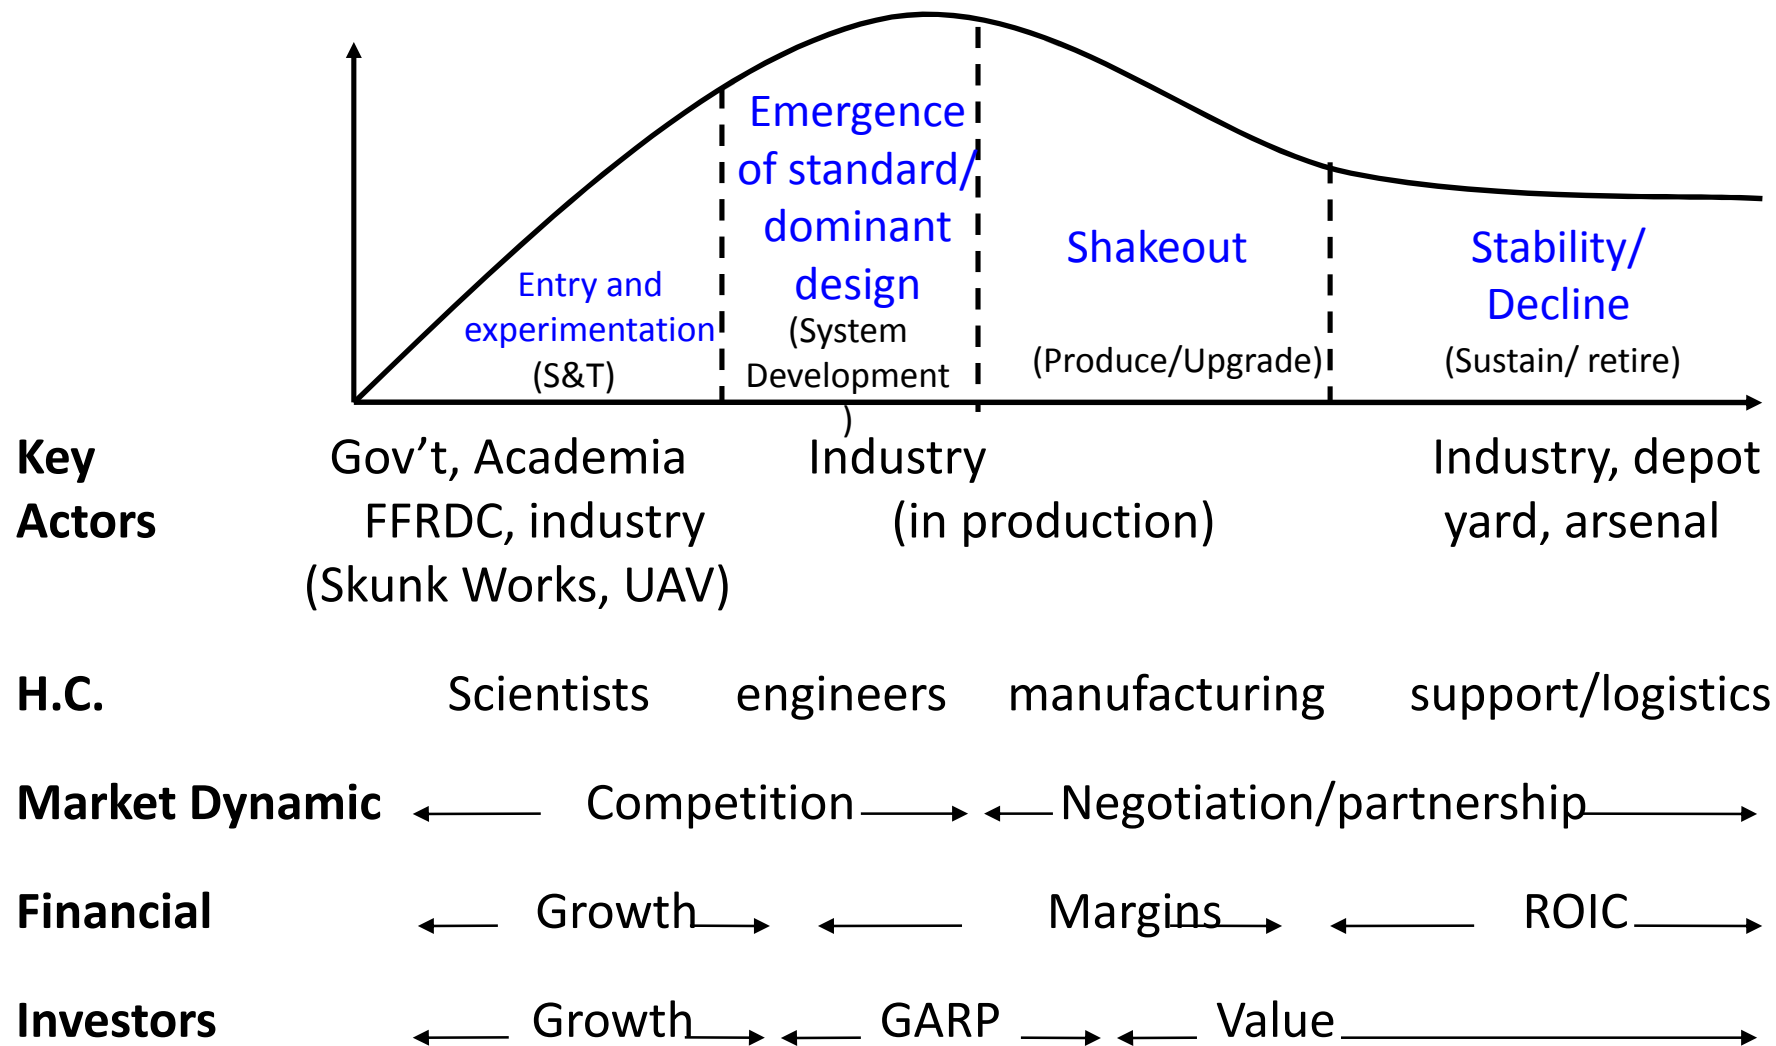 Emergence
of standard/
dominant
design
(System
Development
)
Entry and
experimentation
(S&T)
Shakeout
(Produce/Upgrade)
Stability/
Decline
(Sustain/ retire)
Key Gov’t, Academia Industry Industry, depot
Actors FFRDC, industry (in production) yard, arsenal
(Skunk Works, UAV)
H.C. Scientists engineers manufacturing support/logistics
Market Dynamic Competition Negotiation/partnership
Financial Growth Margins ROIC
Investors Growth GARP Value